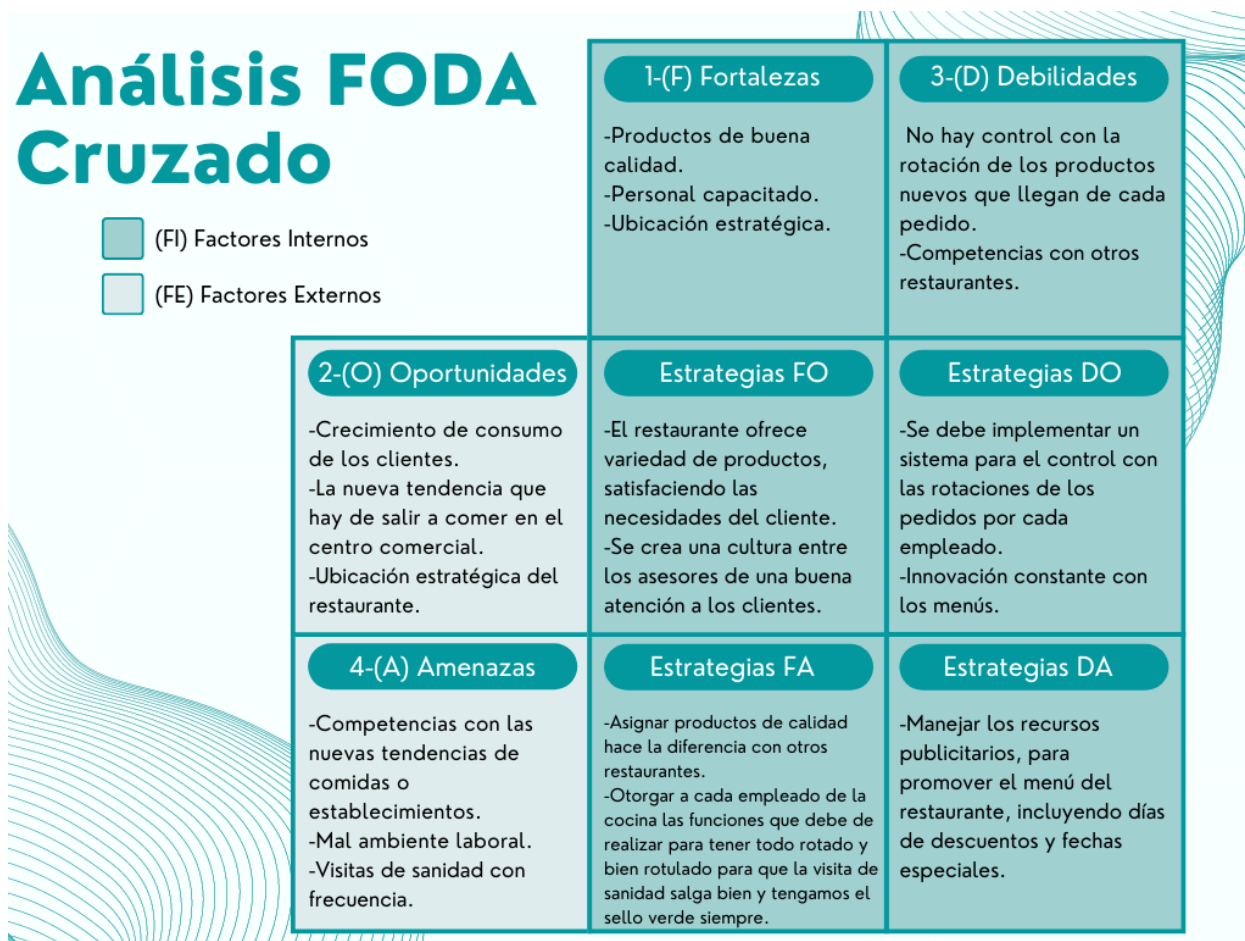 Análisis FODA
Cruzado
(FI) Factores Internos
(FE) Factores Externos
1-(F) Fortalezas
-Productos de buena
calidad.
-Personal capacitado.
-Ubicación estratégica.
3-(D) Debilidades
No hay control con la
rotación de los productos
nuevos que llegan de cada
pedido.
-Competencias con otros
restaurantes.
2-(O) Oportunidades
-Crecimiento de consumo
de los clientes.
-La nueva tendencia que
hay de salir a comer en el
centro comercial.
-Ubicación estratégica del
restaurante.
Estrategias FO
-El restaurante ofrece
variedad de productos,
satisfaciendo las
necesidades del cliente.
-Se crea una cultura entre
los asesores de una buena
atención a los clientes.
Estrategias DO
-Se debe implementar un
sistema para el control con
las rotaciones de los
pedidos por cada
empleado.
-Innovación constante con
los menús.
4-(A) Amenazas
-Competencias con las
nuevas tendencias de
comidas o
establecimientos.
-Mal ambiente laboral.
-Visitas de sanidad con
frecuencia.
Estrategias FA
-Asignar productos de calidad
hace la diferencia con otros
restaurantes.
-Otorgar a cada empleado de la
cocina las funciones que debe de
realizar para tener todo rotado y
bien rotulado para que la visita de
sanidad salga bien y tengamos el
sello verde siempre.
Estrategias DA
-Manejar los recursos
publicitarios, para
promover el menú del
restaurante, incluyendo días
de descuentos y fechas
especiales.